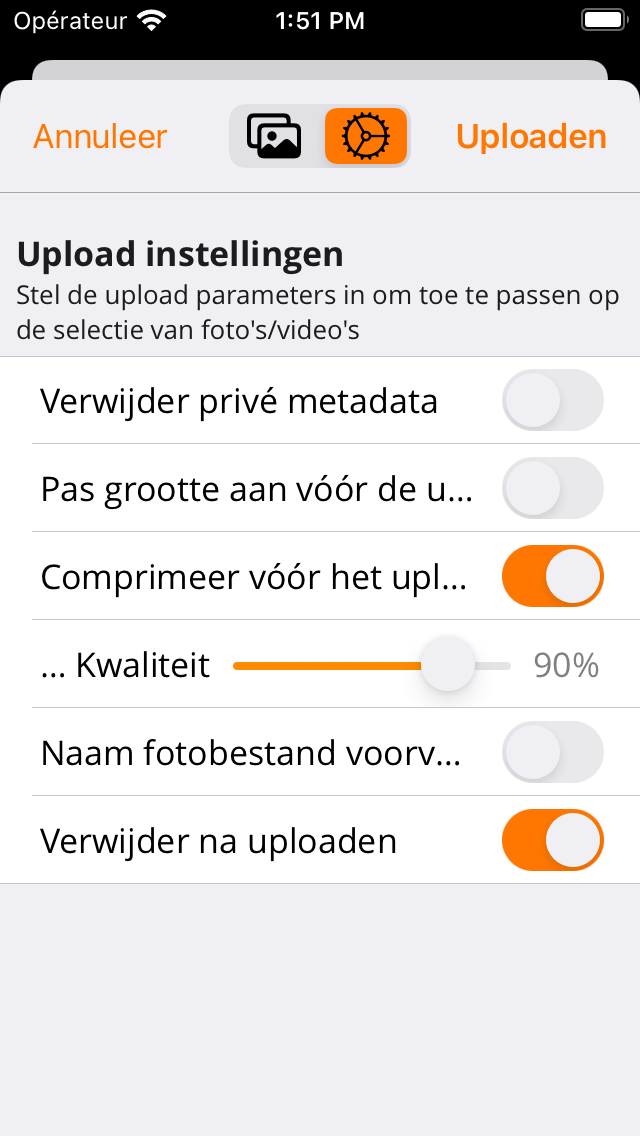 Opérateur 1:51 PM
Annuleer Uploaden
Upload instellingen
Stel de upload parameters in om toe te passen op
de selectie van foto's/video's
Verwijder privé metadata
Pas grootte aan vóór de u...
Comprimeer vóór het upl...
... Kwaliteit 90%
Naam fotobestand voorv...
Verwijder na uploaden